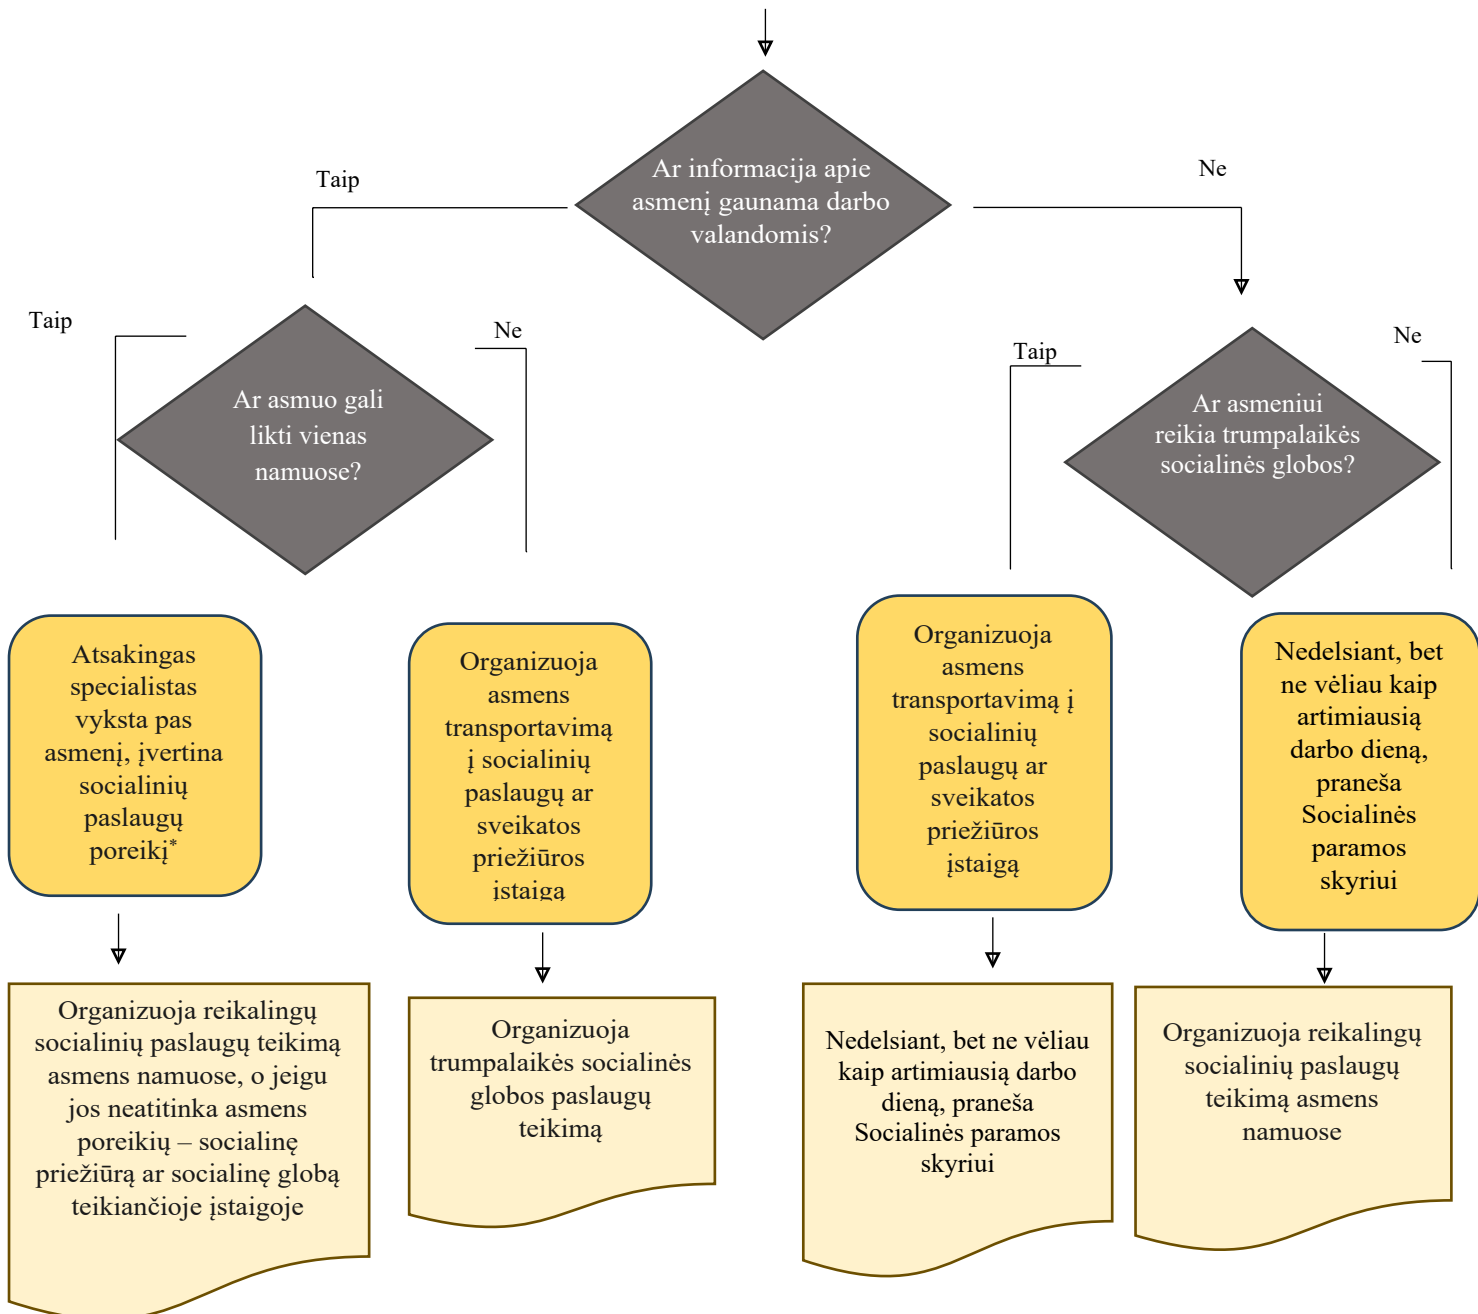 Ar informacija apie
asmenį gaunama darbo
valandomis?
Taip
Ne
Taip
Ne
Ar asmuo gali
likti vienas
namuose?
Taip
Ne
Ar asmeniui
reikia trumpalaikės
socialinės globos?
Atsakingas
specialistas
vyksta pas
asmenį, įvertina
socialinių
paslaugų
poreikį*
Organizuoja
asmens
transportavimą
į socialinių
paslaugų ar
sveikatos
priežiūros
įstaigą
Organizuoja
asmens
transportavimą į
socialinių
paslaugų ar
sveikatos
priežiūros
įstaigą
Nedelsiant, bet
ne vėliau kaip
artimiausią
darbo dieną,
praneša
Socialinės
paramos
skyriui
Organizuoja reikalingų
socialinių paslaugų teikimą
asmens namuose, o jeigu
jos neatitinka asmens
poreikių – socialinę
priežiūrą ar socialinę globą
teikiančioje įstaigoje
Organizuoja
trumpalaikės socialinės
globos paslaugų
teikimą
Nedelsiant, bet ne vėliau
kaip artimiausią darbo
dieną, praneša
Socialinės paramos
skyriui
Organizuoja reikalingų
socialinių paslaugų
teikimą asmens
namuose